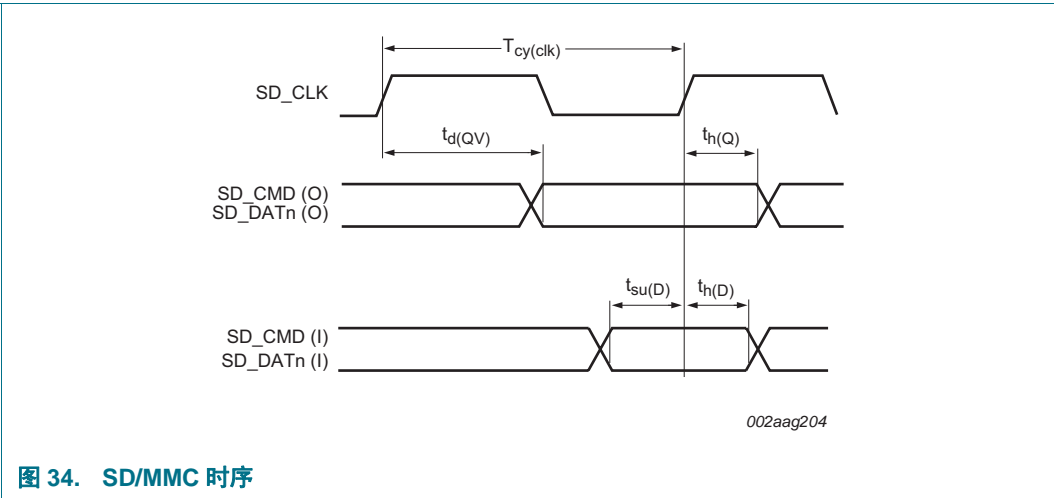 Tcy(clk)
SD_CLK
td(QV)
th(Q)
SD_CMD (O)
SD_DATn (O)
tsu(D)
th(D)
SD_CMD (I)
SD_DATn (I)
002aag204
图 34. SD/MMC 时序